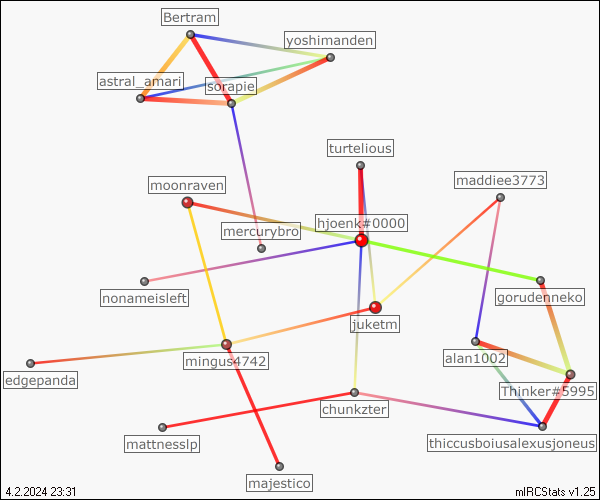 Bertram
yoshimanden
astral_amari
sorapie
turtelious
moonraven
maddiee3773
hjoenk#0000
mercurybro
nonameisleft
gorudenneko
juketm
mingus4742
alan1002
edgepanda
Thinker#5995
chunkzter
mattnesslp
thiccusboiusalexusjoneus
majestico
4.2.2024 23:31
mIRCStats v1.25